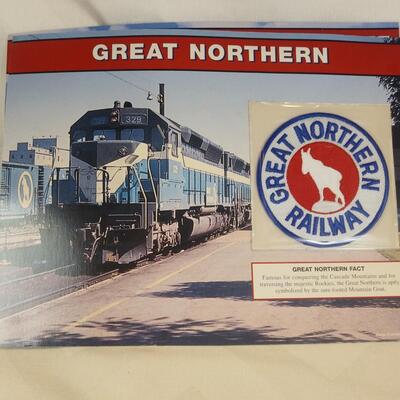 GREAT NORTHERN
329
GREAT NORTHERN
RAILWAY
GREAT NORTHERN FACT
Famous for conquering the Cascade Mountains and for
traversing the majestic Rockies, the Great Northern is aptly
symbolized by the sure-footed Mountain Goat.